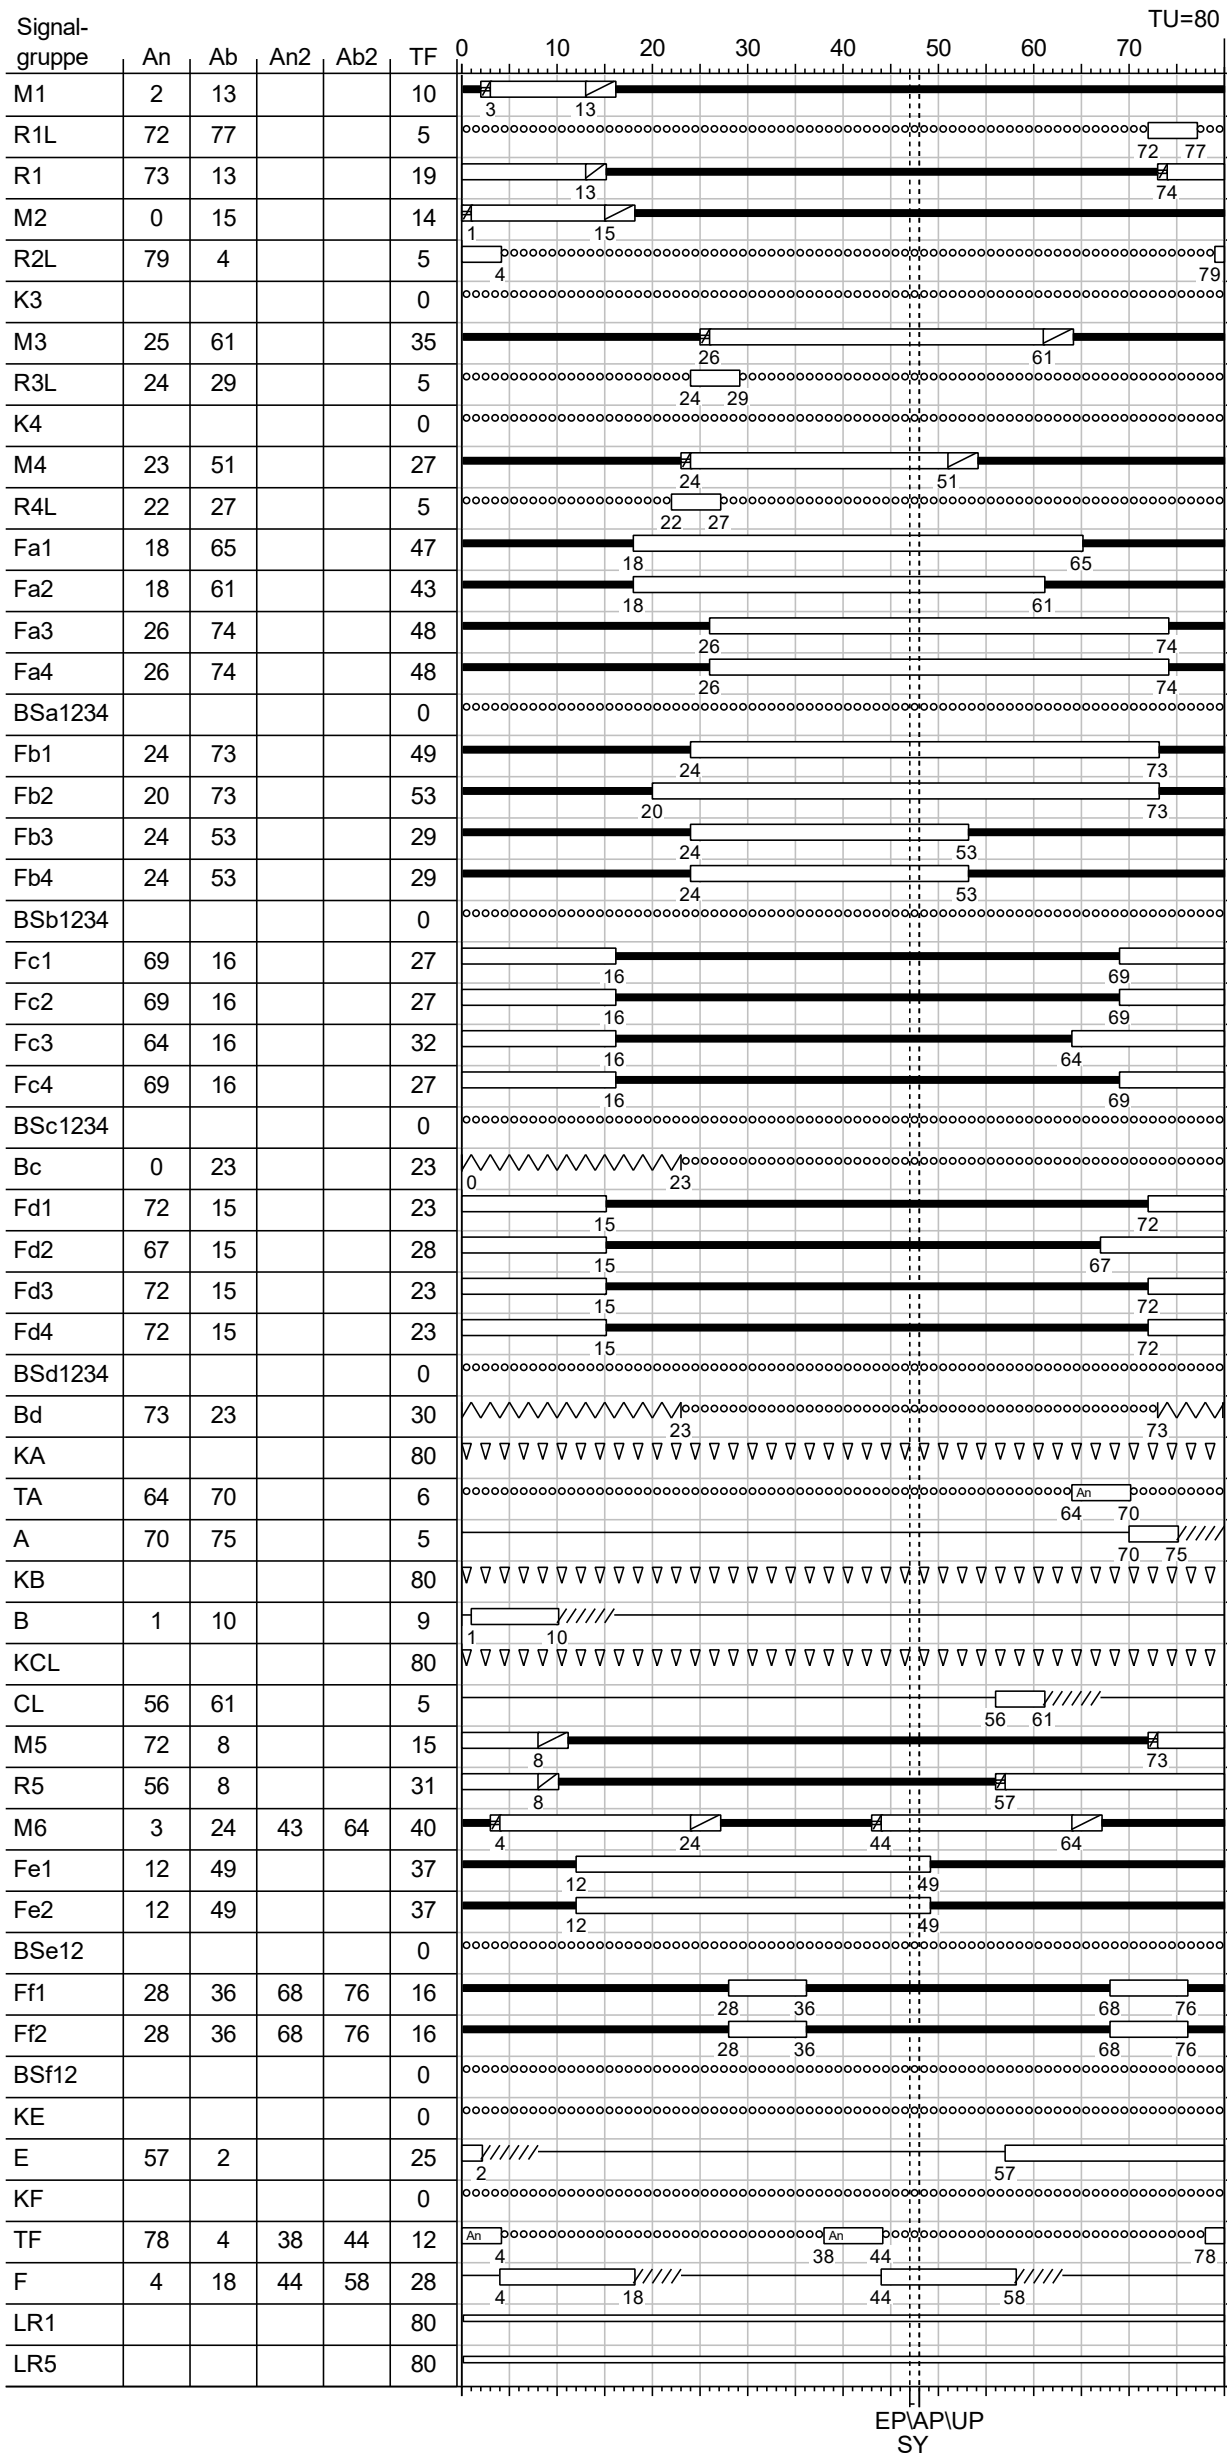 TU=80
Signal-
gruppe An Ab An2 Ab2 TF 0 10 20 30 40 50 60 70
M1 2 13 10
3 13
R1L 72 77 5
72 77
R1 73 13 19
13 74
M2 0 15 14
1 15
R2L 79 4 5
4 79
K3 0
M3 25 61 35
26 61
R3L 24 29 5
24 29
K4 0
M4 23 51 27
24 51
R4L 22 27 5
22 27
Fa1 18 65 47
18 65
Fa2 18 61 43
18 61
Fa3 26 74 48
26 74
Fa4 26 74 48
26 74
BSa1234 0
Fb1 24 73 49
24 73
Fb2 20 73 53
20 73
Fb3 24 53 29
24 53
Fb4 24 53 29
24 53
BSb1234 0
Fc1 69 16 27
16 69
Fc2 69 16 27
16 69
Fc3 64 16 32
16 64
Fc4 69 16 27
16 69
BSc1234 0
Bc 0 23 23
0 23
Fd1 72 15 23
15 72
Fd2 67 15 28
15 67
Fd3 72 15 23
15 72
Fd4 72 15 23
15 72
BSd1234 0
Bd 73 23 30
23 73
KA 80
TA 64 70 6 An
64 70
A 70 75 5
70 75
KB 80
B 1 10 9
1 10
KCL 80
CL 56 61 5
56 61
M5 72 8 15
8 73
R5 56 8 31
8 57
M6 3 24 43 64 40
4 24 44 64
Fe1 12 49 37
12 49
Fe2 12 49 37
12 49
BSe12 0
Ff1 28 36 68 76 16
28 36 68 76
Ff2 28 36 68 76 16
28 36 68 76
BSf12 0
KE 0
E 57 2 25
2 57
KF 0
TF 78 4 38 44 12 An An
4 38 44 78
F 4 18 44 58 28
4 18 44 58
LR1 80
LR5 80
EP\AP\UP
SY